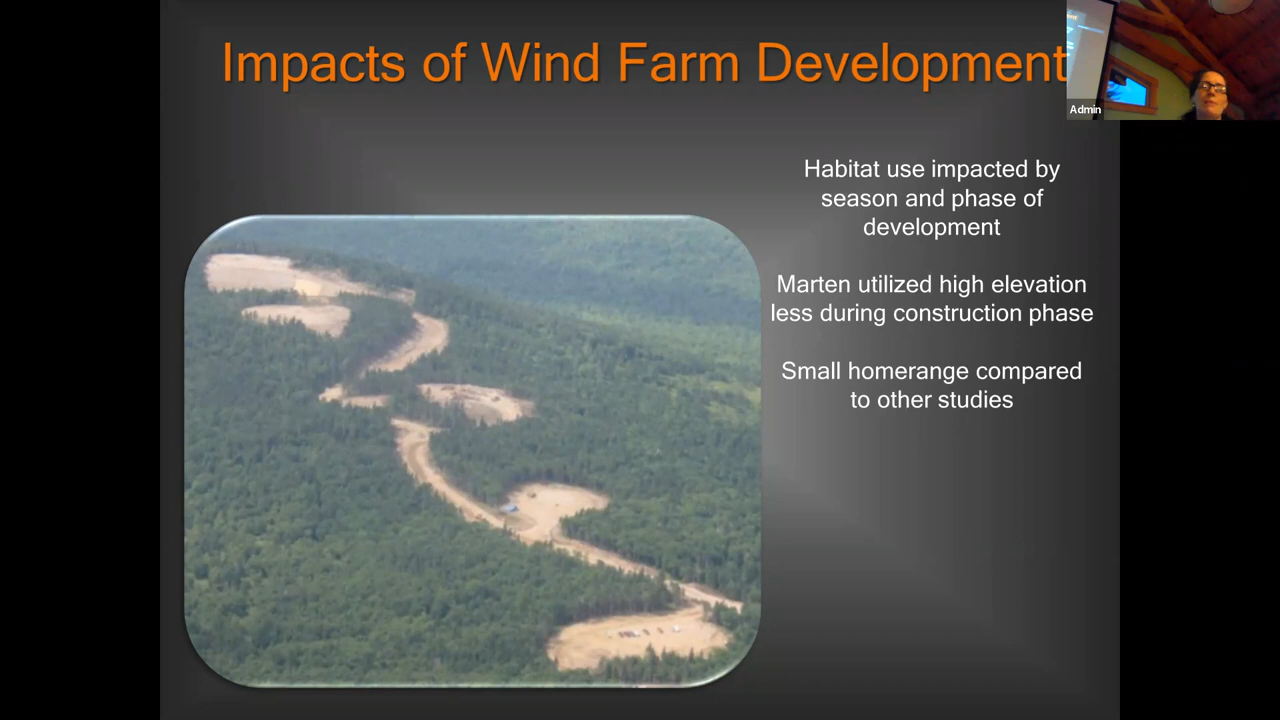 Impacts of Wind Farm Development
Admin
Habitat use impacted by
season and phase of
development
Marten utilized high elevation
less during construction phase
Small homerange compared
to other studies